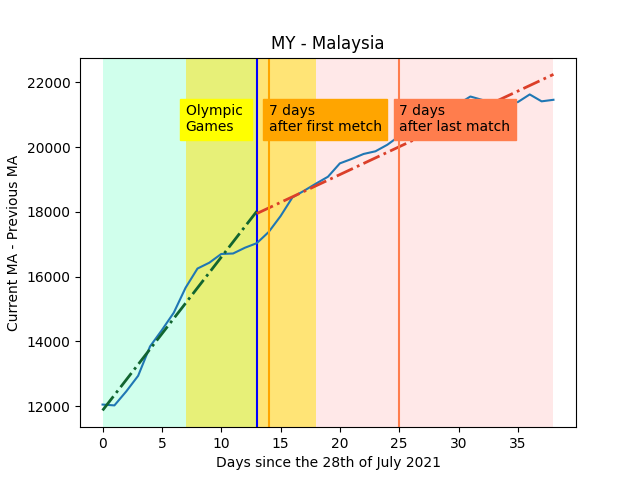 MY - Malaysia
Current MA - Previous MA
22000
20000
18000
16000
14000
12000
Olympic
Games
7 days
after first metch
7 days
after last match
0 5 10 15 20 25 30 35
Days since the 28th of July 2021